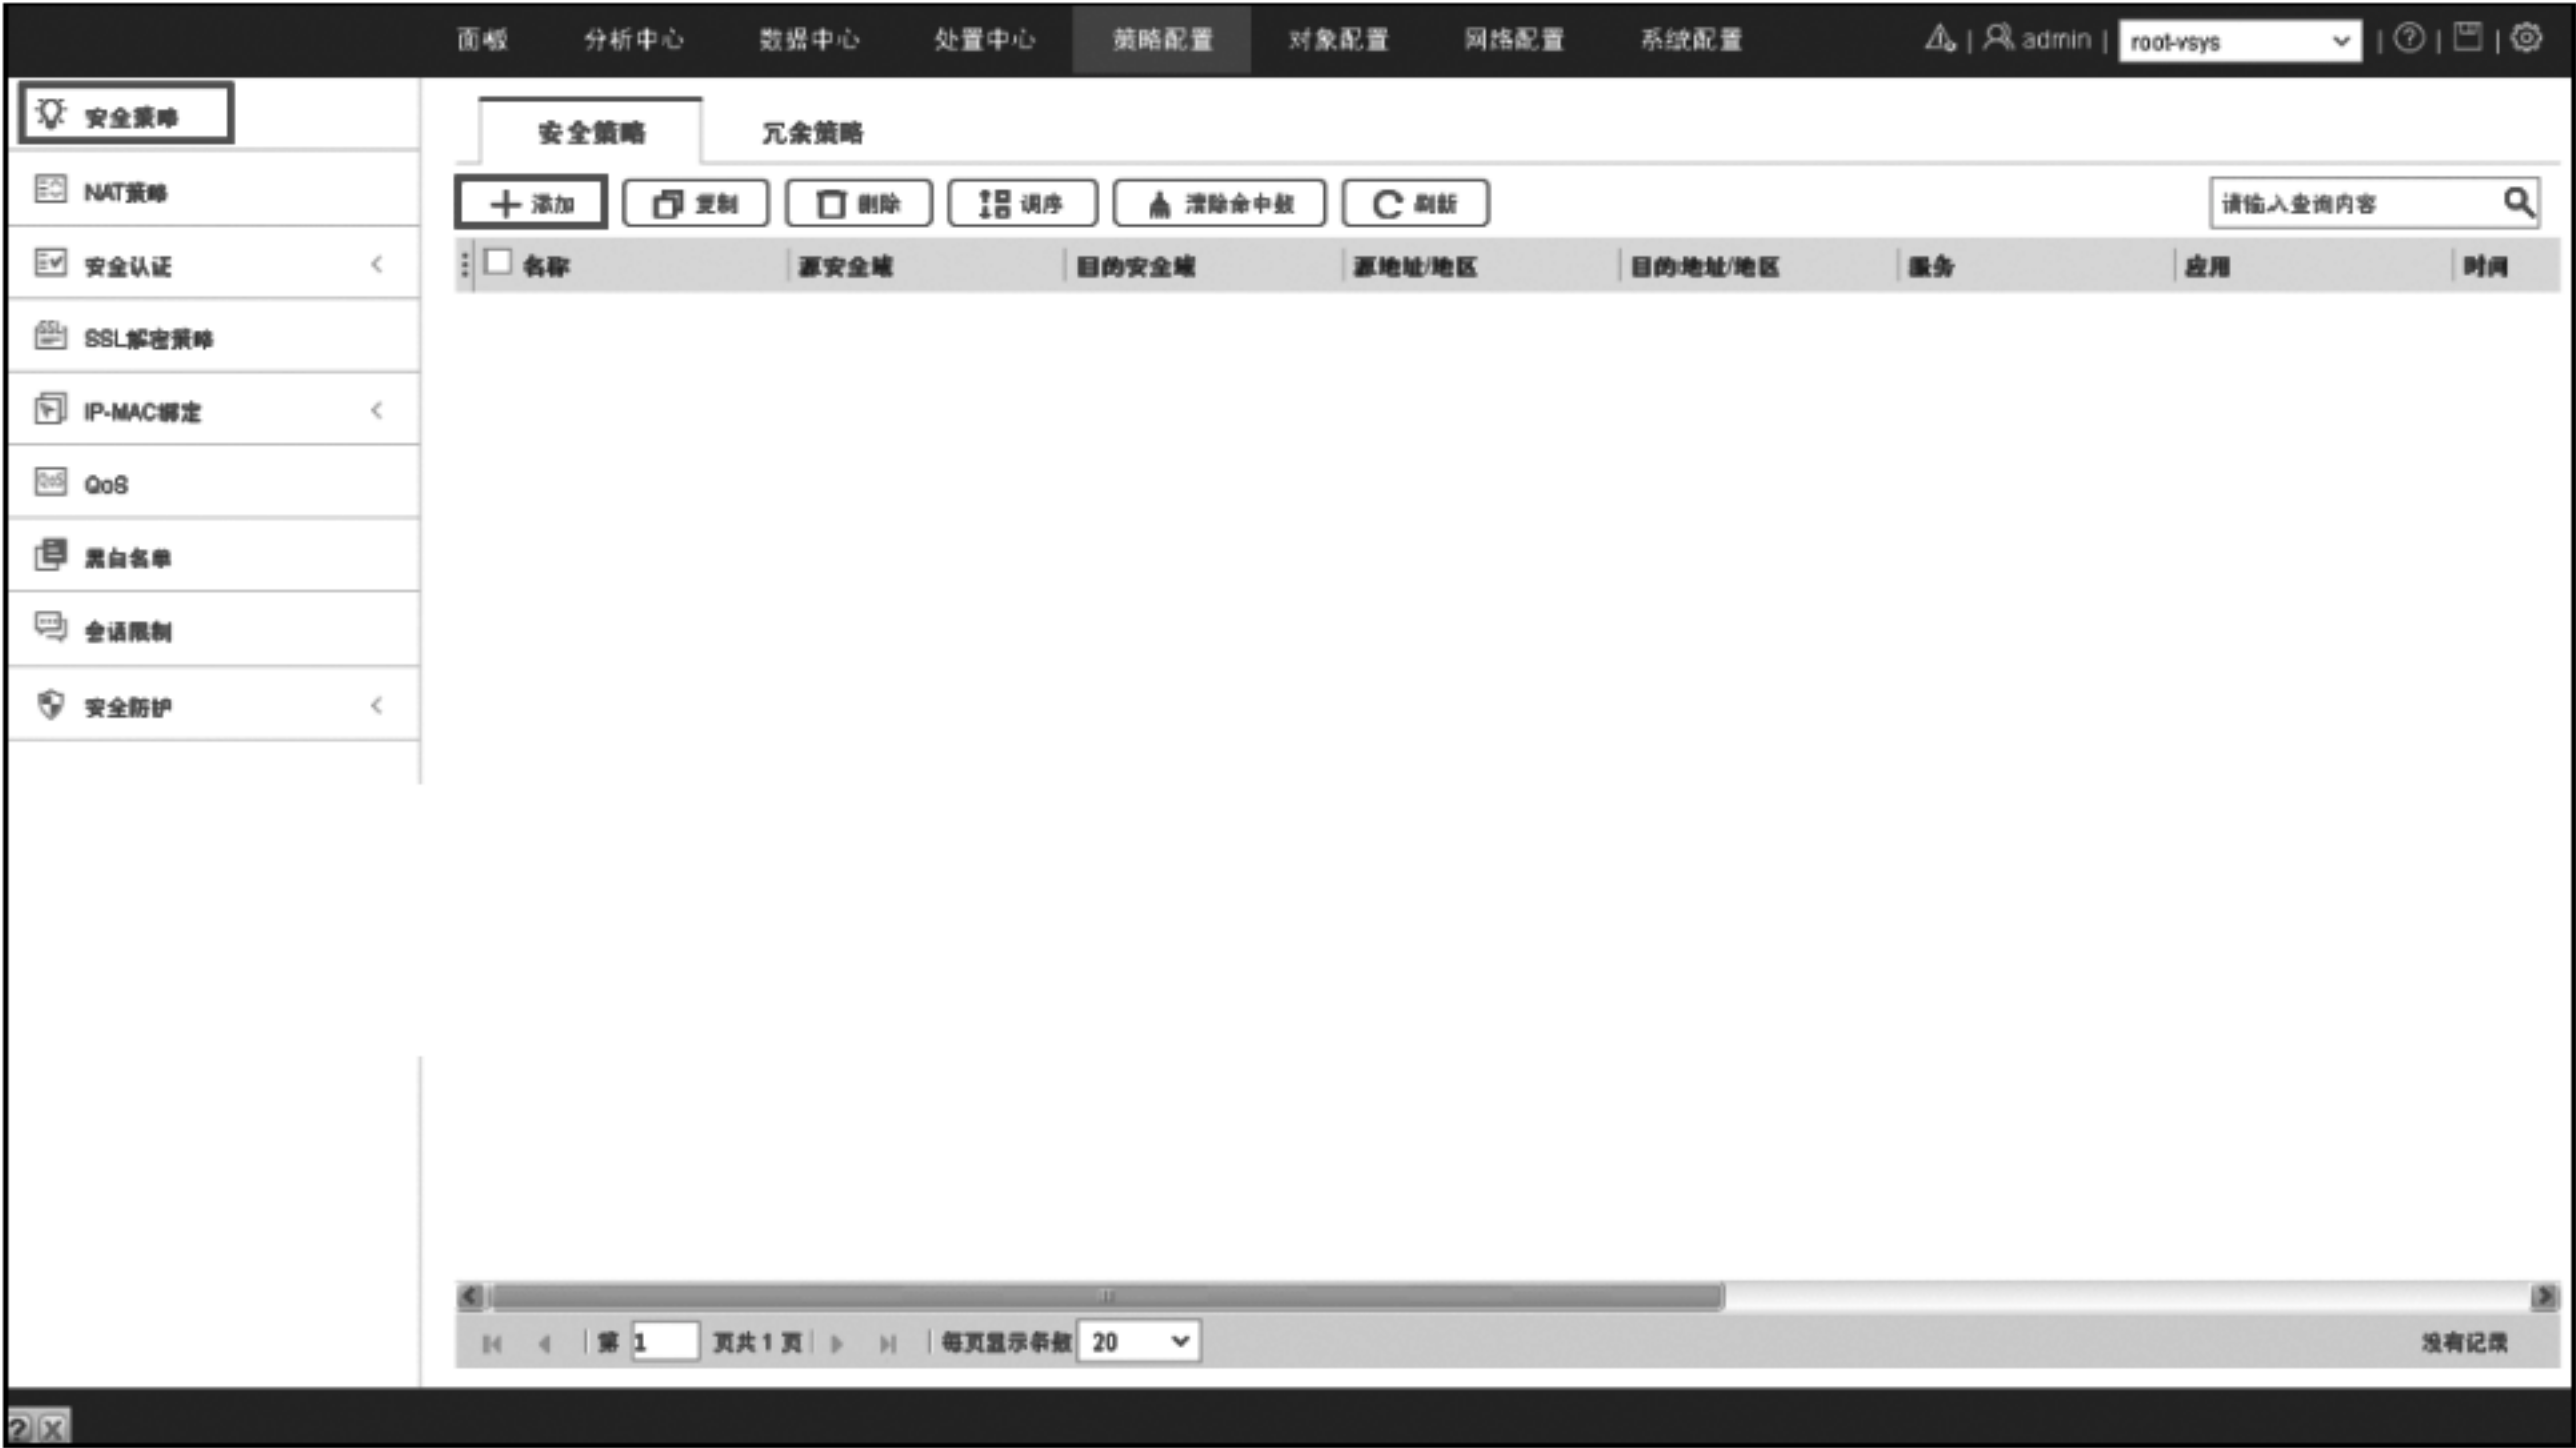 面板 分析中心 数据中心 处置中心 策略配置 对象配置 网络配置 系统配置 admin root-vsys
安全策略
NAT策略
安全认证
SSL解密策略
IP-MAC绑定
QoS
黑白名单
会话限制
安全防护
安全策略 冗余策略
添加 复制 删除 调序 清除命中数 刷新 请输入查询内容
名称 源安全域 目的安全域 源地址/地区 目的地址/地区 服务 应用 时间
第 1 页共 1 页 每页显示条数 20 没有记录